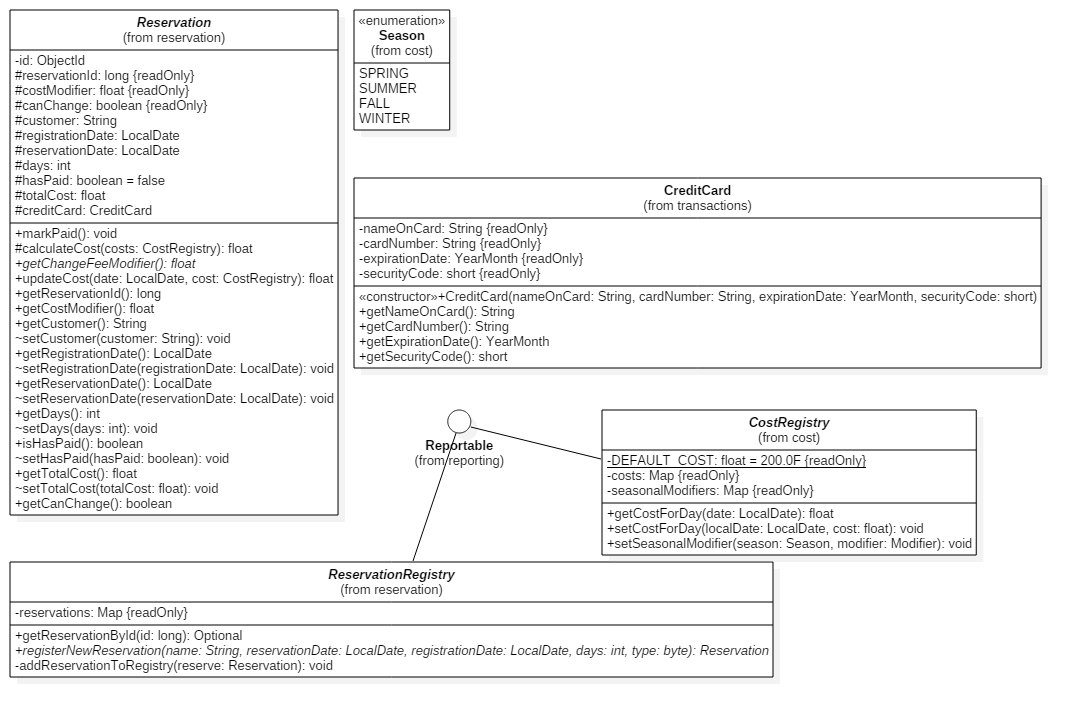 Reservation
(from reservation)
-id: ObjectId
#reservationId: long {readOnly}
#costModifier: float {readOnly}
#canChange: boolean {readOnly}
#customer: String
#registrationDate: LocalDate
#reservationDate: LocalDate
#days: int
#hasPaid: boolean = false
#totalCost: float
#creditCard: CreditCard
+markPaid(): void
#calculateCost(costs: CostRegistry): float
+getChangeFeeModifier(): float
+updateCost(date: LocalDate, cost: CostRegistry): float
+getReservationId(): long
+getCostModifier(): float
+getCustomer(): String
~setCustomer(customer: String): void
+getRegistrationDate(): LocalDate
~setRegistrationDate(registrationDate: LocalDate): void
+getReservationDate(): LocalDate
~setReservationDate(reservationDate: LocalDate): void
+getDays(): int
~setDays(days: int): void
+isHasPaid(): boolean
~setHasPaid(hasPaid: boolean): void
+getTotalCost(): float
~setTotalCost(totalCost: float): void
+getCanChange(): boolean
«enumeration»
Season
(from cost)
SPRING
SUMMER
FALL
WINTER
CreditCard
(from transactions)
-nameOnCard: String {readOnly}
-cardNumber: String {readOnly}
-expirationDate: YearMonth {readOnly}
-securityCode: short {readOnly}
«constructor»+CreditCard(nameOnCard: String, cardNumber: String, expirationDate: YearMonth, securityCode: short)
+getNameOnCard(): String
+getCardNumber(): String
+getExpirationDate(): YearMonth
+getSecurityCode(): short
Reportable
(from reporting)
CostRegistry
(from cost)
-DEFAULT_COST: float = 200.0F {readOnly}
-costs: Map {readOnly}
-seasonalModifiers: Map {readOnly}
+getCostForDay(date: LocalDate): float
+setCostForDay(localDate: LocalDate, cost: float): void
+setSeasonalModifier(season: Season, modifier: Modifier): void
ReservationRegistry
(from reservation)
-reservations: Map {readOnly}
+getReservationById(id: long): Optional
+registerNewReservation(name: String, reservationDate: LocalDate, registrationDate: LocalDate, days: int, type: byte): Reservation
-addReservationToRegistry(reserve: Reservation): void